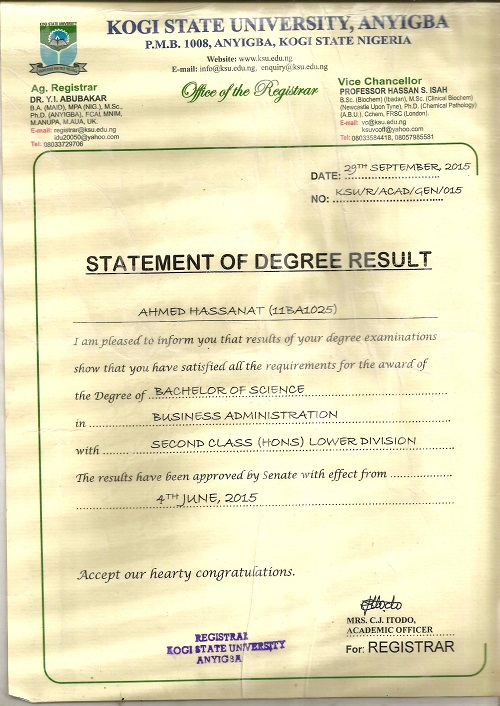 KOGI STATE UNIVERSITY, ANYIGBA
P.M.B. 1008, ANYIGBA, KOGI STATE NIGERIA
Website: www.ksu.edu.ng
E-mail: info@ksu.edu.ng, enquiry@ksu.edu.ng
Office of the Registrar
Ag. Registrar
DR. Y.I. ABUBAKAR
B.A. (MAID), MPA (NIG.), M.Sc.,
Ph.D. (ANYIGBA), FCAI, MNIM,
M.ANUPA, M.AUA, UK.
E-mail: registrar@ksu.edu.ng
idu20050@yahoo.com
Tel: 08033729706
Vice Chancellor
PROFESSOR HASSAN S. ISAH
B.Sc. (Biochem) (Ibadan), M.Sc. (Clinical Biochem)
(Newcastle Upon Tyne), Ph.D. (Chemical Pathology)
(A.B.U.). Cchem, FRSC (London).
E-mail: vc@ksu.edu.ng
ksuvcoff@yahoo.com
Tel: 08033584418, 08057985581
DATE: 29TH SEPTEMBER, 2015
NO: KSU/R/ACAD/GEN/015
STATEMENT OF DEGREE RESULT
AHMED HASSANAT (11BA1025)
I am pleased to inform you that results of your degree examinations
show that you have satisfied all the requirements for the award of
the Degree of BACHELOR OF SCIENCE
in BUSINESS ADMINISTRATION
with SECOND CLASS (HONS) LOWER DIVISION
The results have been approved by Senate with effect from
4TH JUNE, 2015
Accept our hearty congratulations.
MRS. C.J. ITODO,
ACADEMIC OFFICER
For: REGISTRAR
REGISTRAR
KOGI STATE UNIVERSITY
ANYIGBA